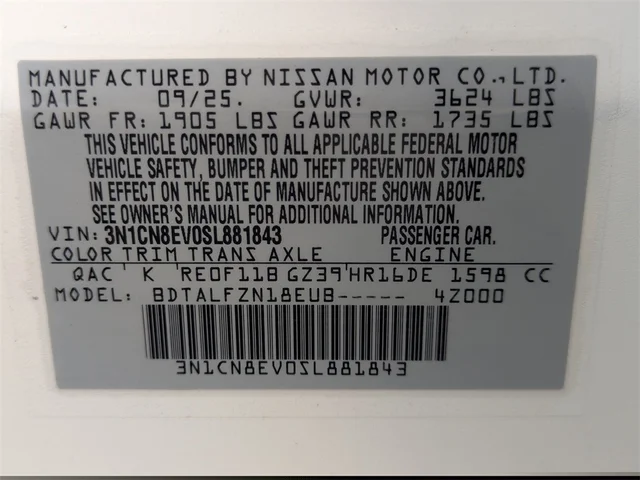 MANUFACTURED BY NISSAN MOTOR CO., LTD.
DATE: 09/25. GVWR: 3624 LBS
GAWR FR: 1905 LBS GAWR RR: 1735 LBS
THIS VEHICLE CONFORMS TO ALL APPLICABLE FEDERAL MOTOR
VEHICLE SAFETY, BUMPER AND THEFT PREVENTION STANDARDS
IN EFFECT ON THE DATE OF MANUFACTURE SHOWN ABOVE.
SEE OWNER'S MANUAL FOR ADDITIONAL INFORMATION
VIN: 3N1CN8EV0SL881843 PASSENGER CAR.
COLOR TRIM TRANS AXLE ENGINE
QAC K RE0F11B GZ39 HR16DE 1598 CC
MODEL: BDTALFZN18EUB----- 4Z000
3N1CN8EV0SL881843